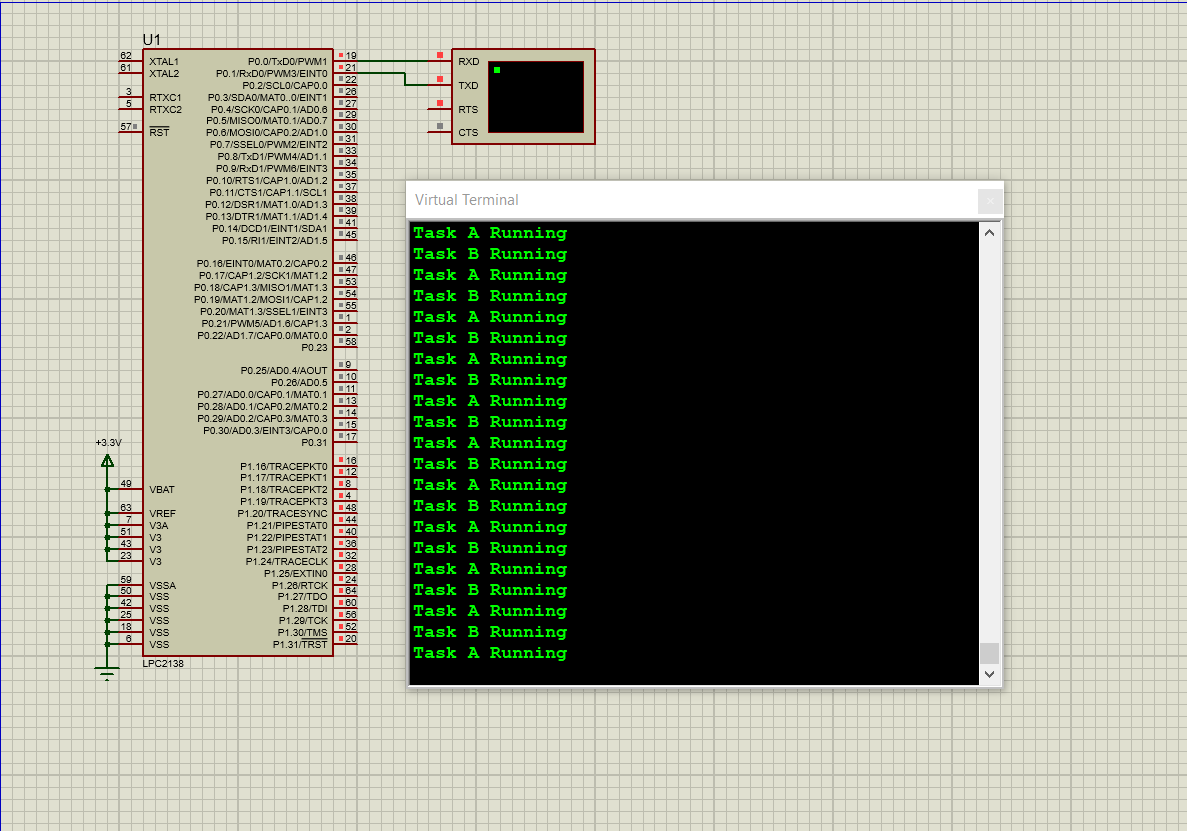 U1
62 XTAL1 P0.0/TxD0/PWM1 19
61 XTAL2 P0.1/RxD0/PWM3/EINT0 21
P0.2/SCL0/CAP0.0 22
3 RTXC1 P0.3/SDA0/MAT0..0/EINT1 26
5 RTXC2 P0.4/SCK0/CAP0.1/AD0.6 27
P0.5/MISO0/MAT0.1/AD0.7 29
57 RST P0.6/MOSI0/CAP0.2/AD1.0 30
P0.7/SSEL0/PWM2/EINT2 31
P0.8/TxD1/PWM4/AD1.1 33
P0.9/RxD1/PWM6/EINT3 34
P0.10/RTS1/CAP1.0/AD1.2 35
P0.11/CTS1/CAP1.1/SCL1 37
P0.12/DSR1/MAT1.0/AD1.3 38
P0.13/DTR1/MAT1.1/AD1.4 39
P0.14/DCD1/EINT1/SDA1 41
P0.15/RI1/EINT2/AD1.5 45
P0.16/EINT0/MAT0.2/CAP0.2 46
P0.17/CAP1.2/SCK1/MAT1.2 47
P0.18/CAP1.3/MISO1/MAT1.3 53
P0.19/MAT1.2/MOSI1/CAP1.2 54
P0.20/MAT1.3/SSEL1/EINT3 55
P0.21/PWM5/AD1.6/CAP1.3 1
P0.22/AD1.7/CAP0.0/MAT0.0 2
P0.23 58
P0.25/AD0.4/AOUT 9
P0.26/AD0.5 10
P0.27/AD0.0/CAP0.1/MAT0.1 11
P0.28/AD0.1/CAP0.2/MAT0.2 13
P0.29/AD0.2/CAP0.3/MAT0.3 14
P0.30/AD0.3/EINT3/CAP0.0 15
P0.31 17
+3.3V
P1.16/TRACEPKT0 16
P1.17/TRACEPKT1 12
49 VBAT P1.18/TRACEPKT2 8
P1.19/TRACEPKT3 4
63 VREF P1.20/TRACESYNC 48
7 V3A P1.21/PIPESTAT0 44
51 V3 P1.22/PIPESTAT1 40
43 V3 P1.23/PIPESTAT2 36
23 V3 P1.24/TRACECLK 32
P1.25/EXTIN0 28
59 VSSA P1.26/RTCK 24
50 VSS P1.27/TDO 64
42 VSS P1.28/TDI 60
25 VSS P1.29/TCK 56
18 VSS P1.30/TMS 52
6 VSS P1.31/TRST 20
LPC2138
RXD
TXD
RTS
CTS
Virtual Terminal
Task A Running
Task B Running
Task A Running
Task B Running
Task A Running
Task B Running
Task A Running
Task B Running
Task A Running
Task B Running
Task A Running
Task B Running
Task A Running
Task B Running
Task A Running
Task B Running
Task A Running
Task B Running
Task A Running
Task B Running
Task A Running